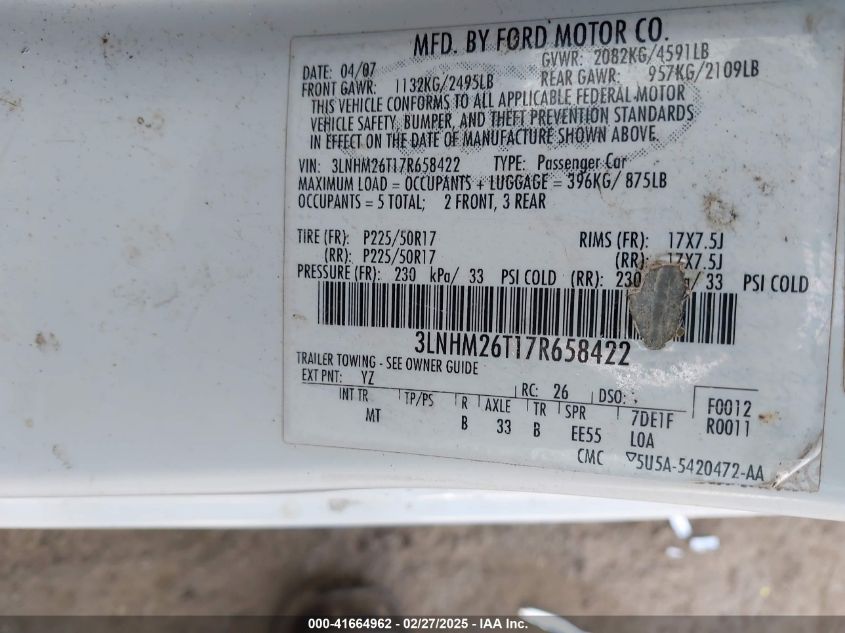 MFD. BY FORD MOTOR CO.
DATE: 04/07 GVWR: 2082KG/4591LB
FRONT GAWR: 1132KG/2495LB REAR GAWR: 957KG/2109LB
THIS VEHICLE CONFORMS TO ALL APPLICABLE FEDERAL MOTOR
VEHICLE SAFETY, BUMPER, AND THEFT PREVENTION STANDARDS
IN EFFECT ON THE DATE OF MANUFACTURE SHOWN ABOVE.
VIN: 3LNHM26T17R658422 TYPE: Passenger Car
MAXIMUM LOAD = OCCUPANTS + LUGGAGE = 396KG/ 875LB
OCCUPANTS = 5 TOTAL; 2 FRONT, 3 REAR
TIRE (FR): P225/50R17 RIMS (FR): 17X7.5J
(RR): P225/50R17 (RR): 17X7.5J
PRESSURE (FR): 230 kPa/ 33 PSI COLD (RR): 230 / 33 PSI COLD
3LNHM26T17R658422
TRAILER TOWING - SEE OWNER GUIDE
EXT PNT: YZ RC: 26 DSO: F0012
INT TR TP/PS R AXLE TR SPR 7DE1F R0011
MT B 33 B EE55 L0A
CMC ▽5U5A-5420472-AA
000-41664962 - 02/27/2025 - IAA Inc.